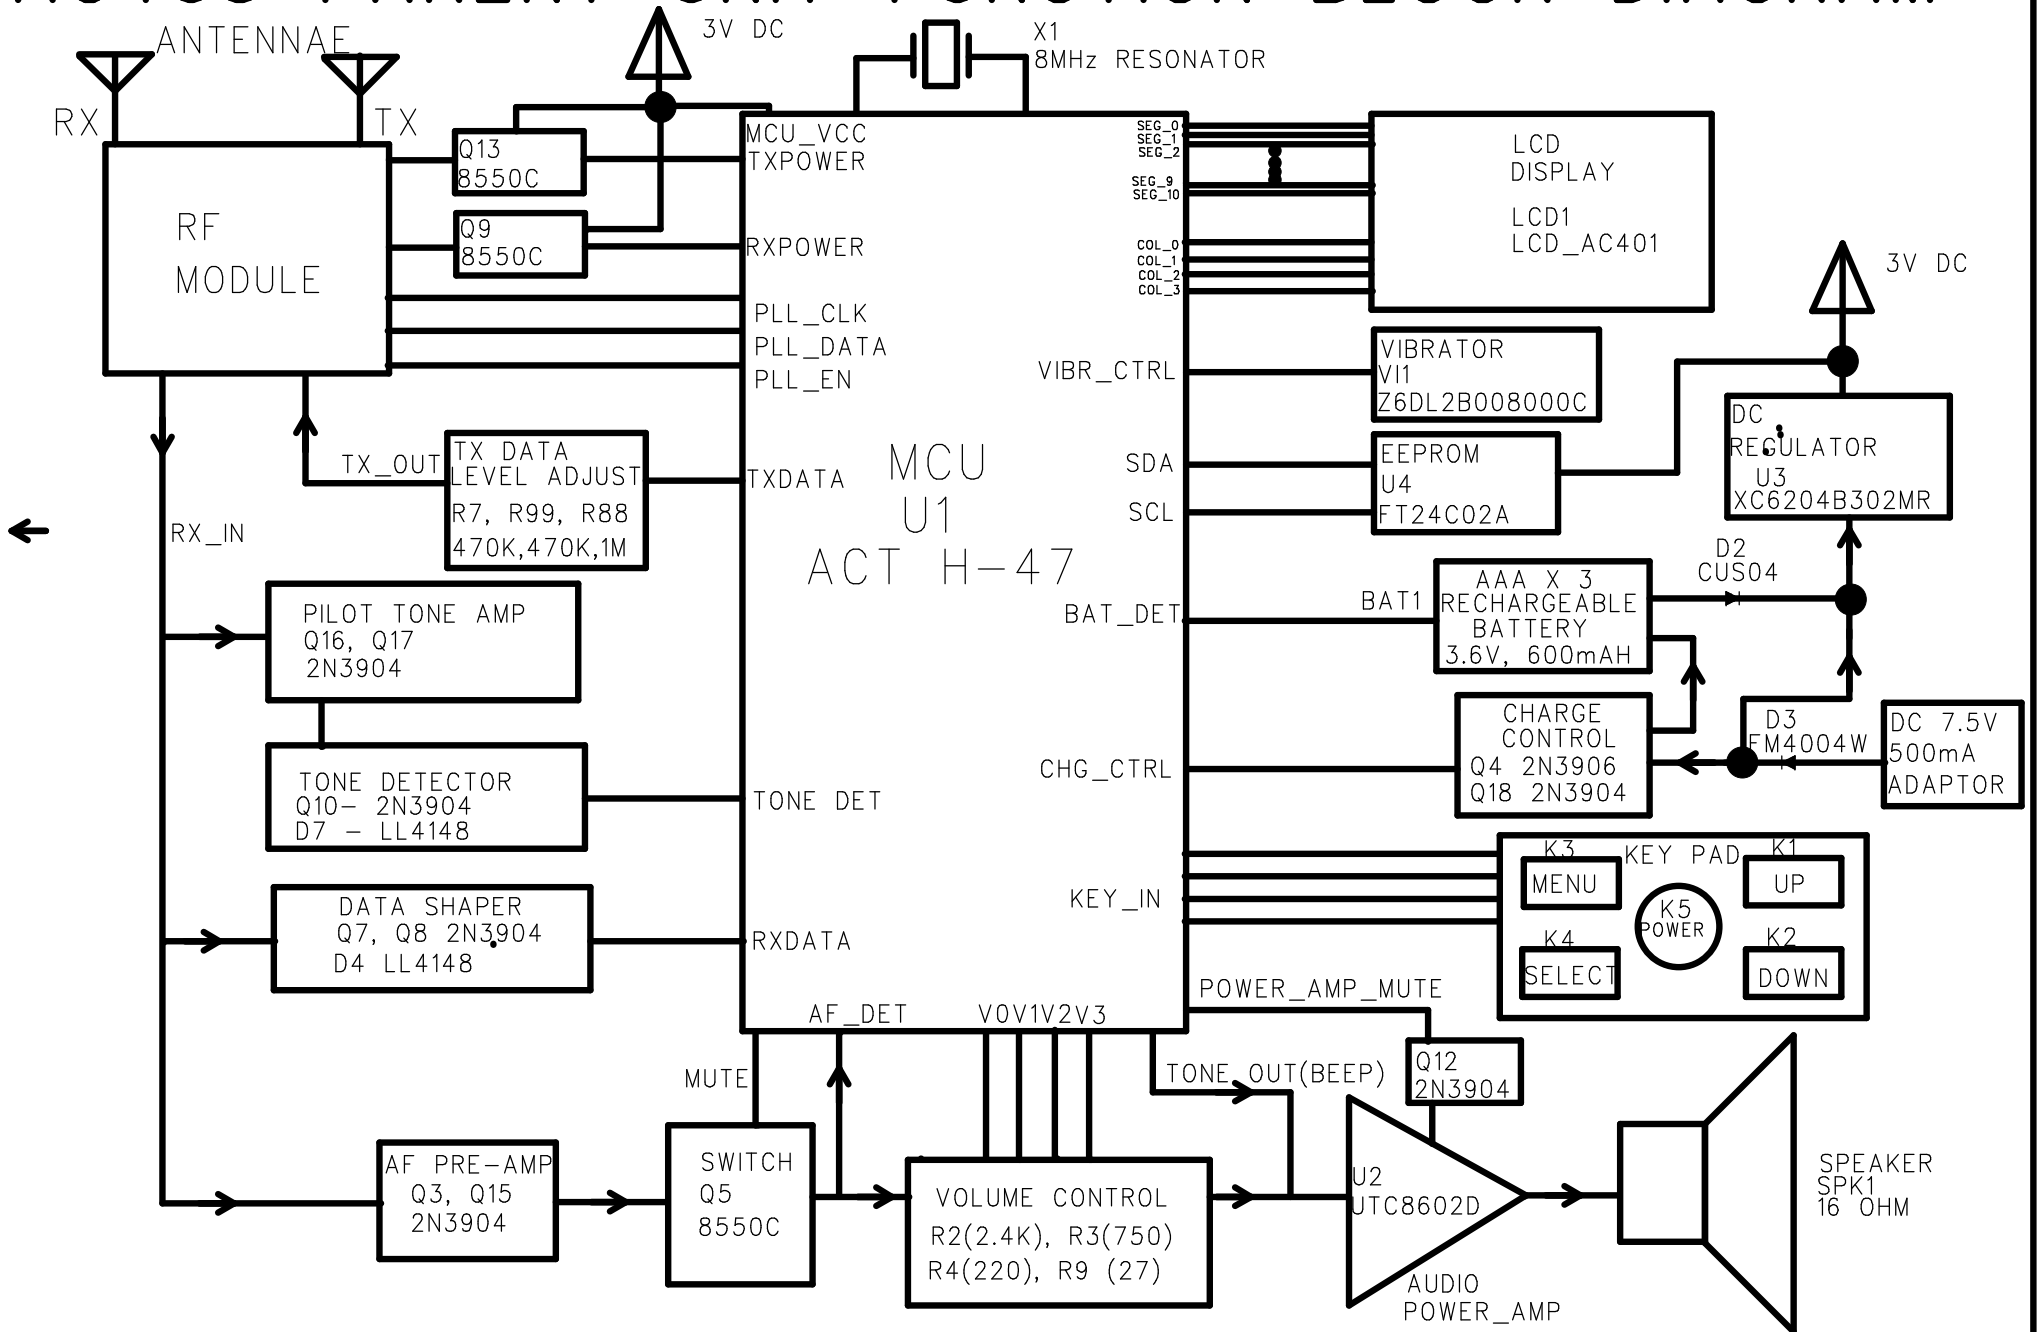 PARENT UNIT FUNCTION BLOCK DIAGRAM
ANTENNAE
RX
TX
3V DC
X1
8MHz RESONATOR
Q13
8550C
Q9
8550C
RF
MODULE
MCU_VCC
TXPOWER
RXPOWER
PLL_CLK
PLL_DATA
PLL_EN
SEG_0
SEG_1
SEG_2
SEG_9
SEG_10
COL_0
COL_1
COL_2
COL_3
LCD
DISPLAY
LCD1
LCD_AC401
3V DC
VIBR_CTRL
VIBRATOR
VI1
Z6DL2B008000C
DC
REGULATOR
U3
XC6204B302MR
TX_OUT
TX DATA
LEVEL ADJUST
R7, R99, R88
470K,470K,1M
TXDATA
MCU
U1
ACT H-47
SDA
SCL
EEPROM
U4
FT24C02A
RX_IN
D2
CUS04
BAT_DET
BAT1
AAA X 3
RECHARGEABLE
BATTERY
3.6V, 600mAH
PILOT TONE AMP
Q16, Q17
2N3904
CHARGE
CONTROL
Q4 2N3906
Q18 2N3904
CHG_CTRL
D3
FM4004W
DC 7.5V
500mA
ADAPTOR
TONE DETECTOR
Q10- 2N3904
D7 - LL4148
TONE DET
DATA SHAPER
Q7, Q8 2N3904
D4 LL4148
RXDATA
KEY_IN
K3
KEY PAD
K1
MENU
UP
K5
POWER
K4
K2
SELECT
DOWN
AF_DET
V0V1V2V3
POWER_AMP_MUTE
MUTE
TONE OUT(BEEP)
Q12
2N3904
AF PRE-AMP
Q3, Q15
2N3904
SWITCH
Q5
8550C
VOLUME CONTROL
R2(2.4K), R3(750)
R4(220), R9 (27)
U2
UTC8602D
AUDIO
POWER_AMP
SPEAKER
SPK1
16 OHM